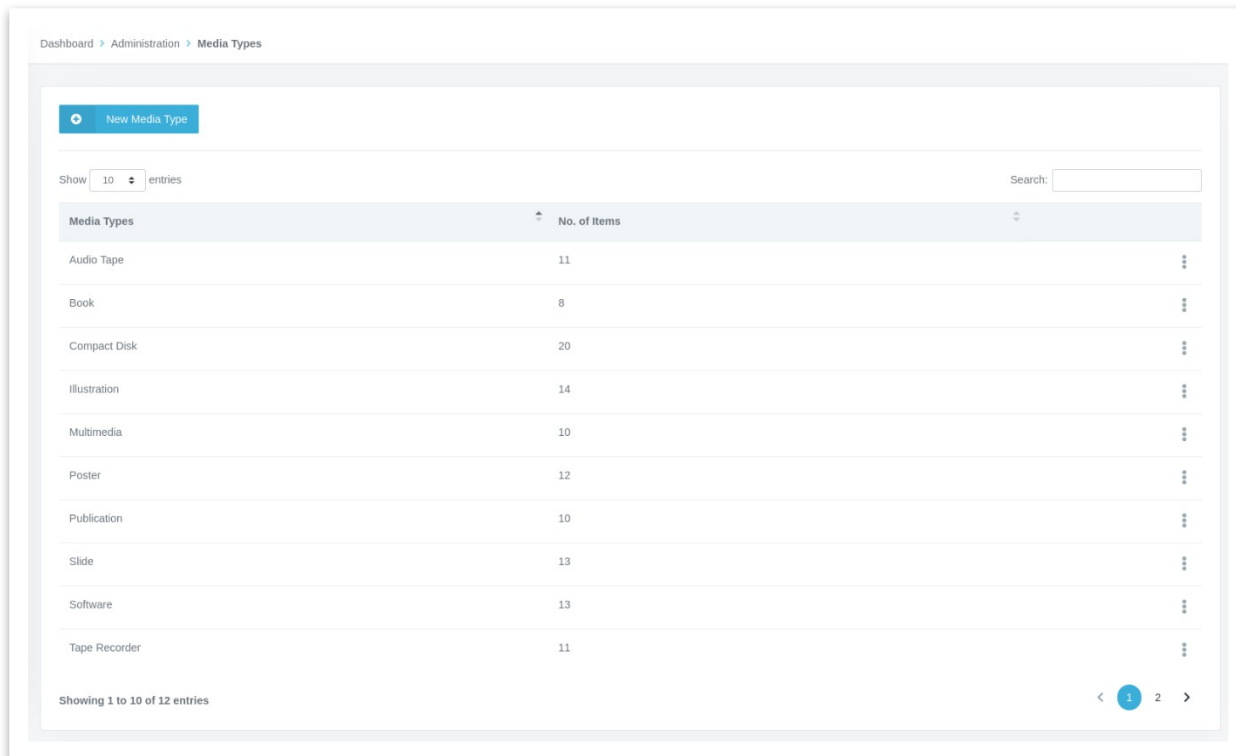 Dashboard > Administration > Media Types
New Media Type
Show 10 entries
Search:
Media Types No. of Items
Audio Tape 11
Book 8
Compact Disk 20
Illustration 14
Multimedia 10
Poster 12
Publication 10
Slide 13
Software 13
Tape Recorder 11
Showing 1 to 10 of 12 entries
< 1 2 >